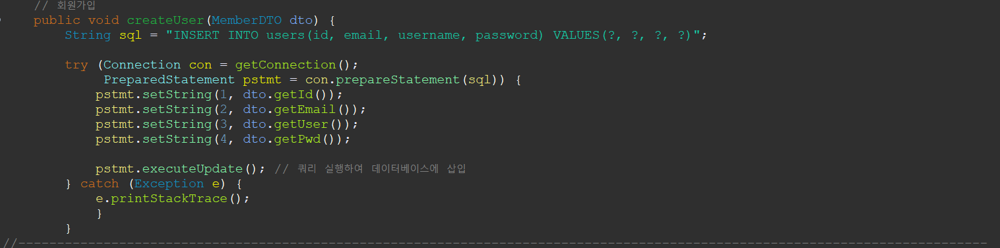 // 회원가입
public void createUser(MemberDTO dto) {
String sql = "INSERT INTO users(id, email, username, password) VALUES(?, ?, ?, ?)";
try (Connection con = getConnection();
PreparedStatement pstmt = con.prepareStatement(sql)) {
pstmt.setString(1, dto.getId());
pstmt.setString(2, dto.getEmail());
pstmt.setString(3, dto.getUser());
pstmt.setString(4, dto.getPwd());
pstmt.executeUpdate(); // 쿼리 실행하여 데이터베이스에 삽입
} catch (Exception e) {
e.printStackTrace();
}
}
//-----------------------------------------------------------------------------------------------------------------------------